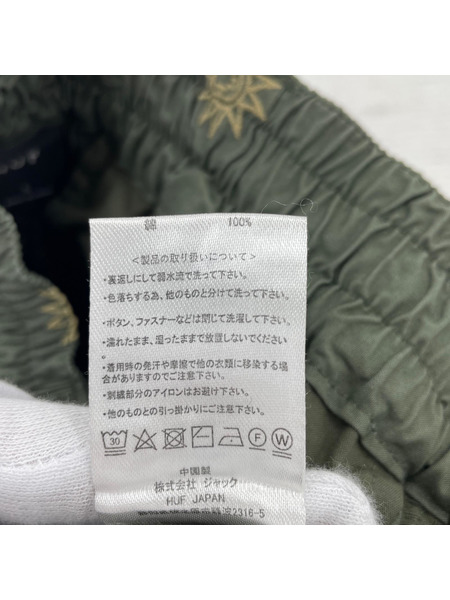 綿 100%
<製品の取り扱いについて>
・裏返しにして弱水流で洗って下さい。
・色落ちする為、他のものと分けて洗って下さい。
・ボタン、ファスナーなどは閉じて洗濯して下さい。
・濡れたまま、湿ったままで放置しないでください。
・着用時の発汗や摩擦で他の衣類に移染する場合
がありますのでご注意下さい。
・刺繍部分のアイロンはお避け下さい。
・他のものとの引っ掛かりにご注意下さい。
30 F W
中国製
株式会社 ジャック
HUF JAPAN
2316-5